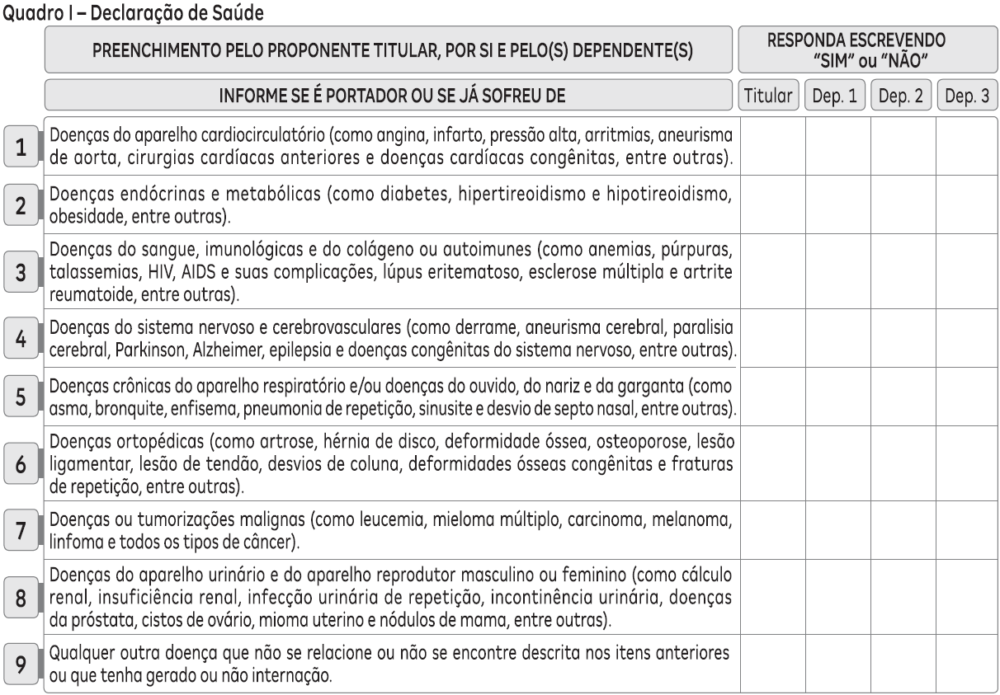 Quadro I – Declaração de Saúde
PREENCHIMENTO PELO PROPONENTE TITULAR, POR SI E PELO(S) DEPENDENTE(S)
RESPONDA ESCREVENDO
“SIM” ou “NÃO”
INFORME SE É PORTADOR OU SE JÁ SOFREU DE
Titular
Dep. 1
Dep. 2
Dep. 3
1
Doenças do aparelho cardiocirculatório (como angina, infarto, pressão alta, arritmias, aneurisma
de aorta, cirurgias cardíacas anteriores e doenças cardíacas congênitas, entre outras).
2
Doenças endócrinas e metabólicas (como diabetes, hipertireoidismo e hipotireoidismo,
obesidade, entre outras).
3
Doenças do sangue, imunológicas e do colágeno ou autoimunes (como anemias, púrpuras,
talassemias, HIV, AIDS e suas complicações, lúpus eritematoso, esclerose múltipla e artrite
reumatoide, entre outras).
4
Doenças do sistema nervoso e cerebrovasculares (como derrame, aneurisma cerebral, paralisia
cerebral, Parkinson, Alzheimer, epilepsia e doenças congênitas do sistema nervoso, entre outras).
5
Doenças crônicas do aparelho respiratório e/ou doenças do ouvido, do nariz e da garganta (como
asma, bronquite, enfisema, pneumonia de repetição, sinusite e desvio de septo nasal, entre outras).
6
Doenças ortopédicas (como artrose, hérnia de disco, deformidade óssea, osteoporose, lesão
ligamentar, lesão de tendão, desvios de coluna, deformidades ósseas congênitas e fraturas
de repetição, entre outras).
7
Doenças ou tumorizações malignas (como leucemia, mieloma múltiplo, carcinoma, melanoma,
linfoma e todos os tipos de câncer).
8
Doenças do aparelho urinário e do aparelho reprodutor masculino ou feminino (como cálculo
renal, insuficiência renal, infecção urinária de repetição, incontinência urinária, doenças
da próstata, cistos de ovário, mioma uterino e nódulos de mama, entre outras).
9
Qualquer outra doença que não se relacione ou não se encontre descrita nos itens anteriores
ou que tenha gerado ou não internação.